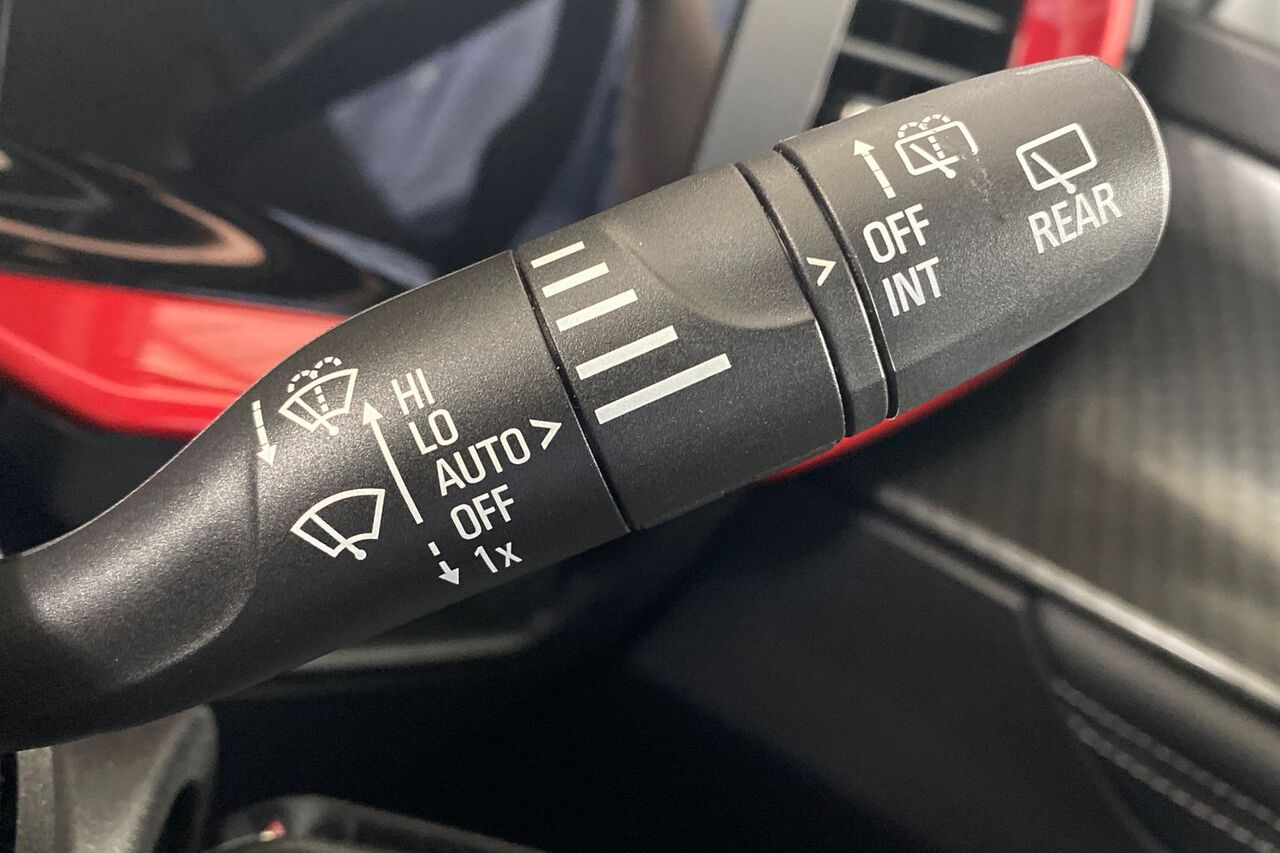 HI
LO
AUTO >
OFF
1x
>
OFF
INT
REAR